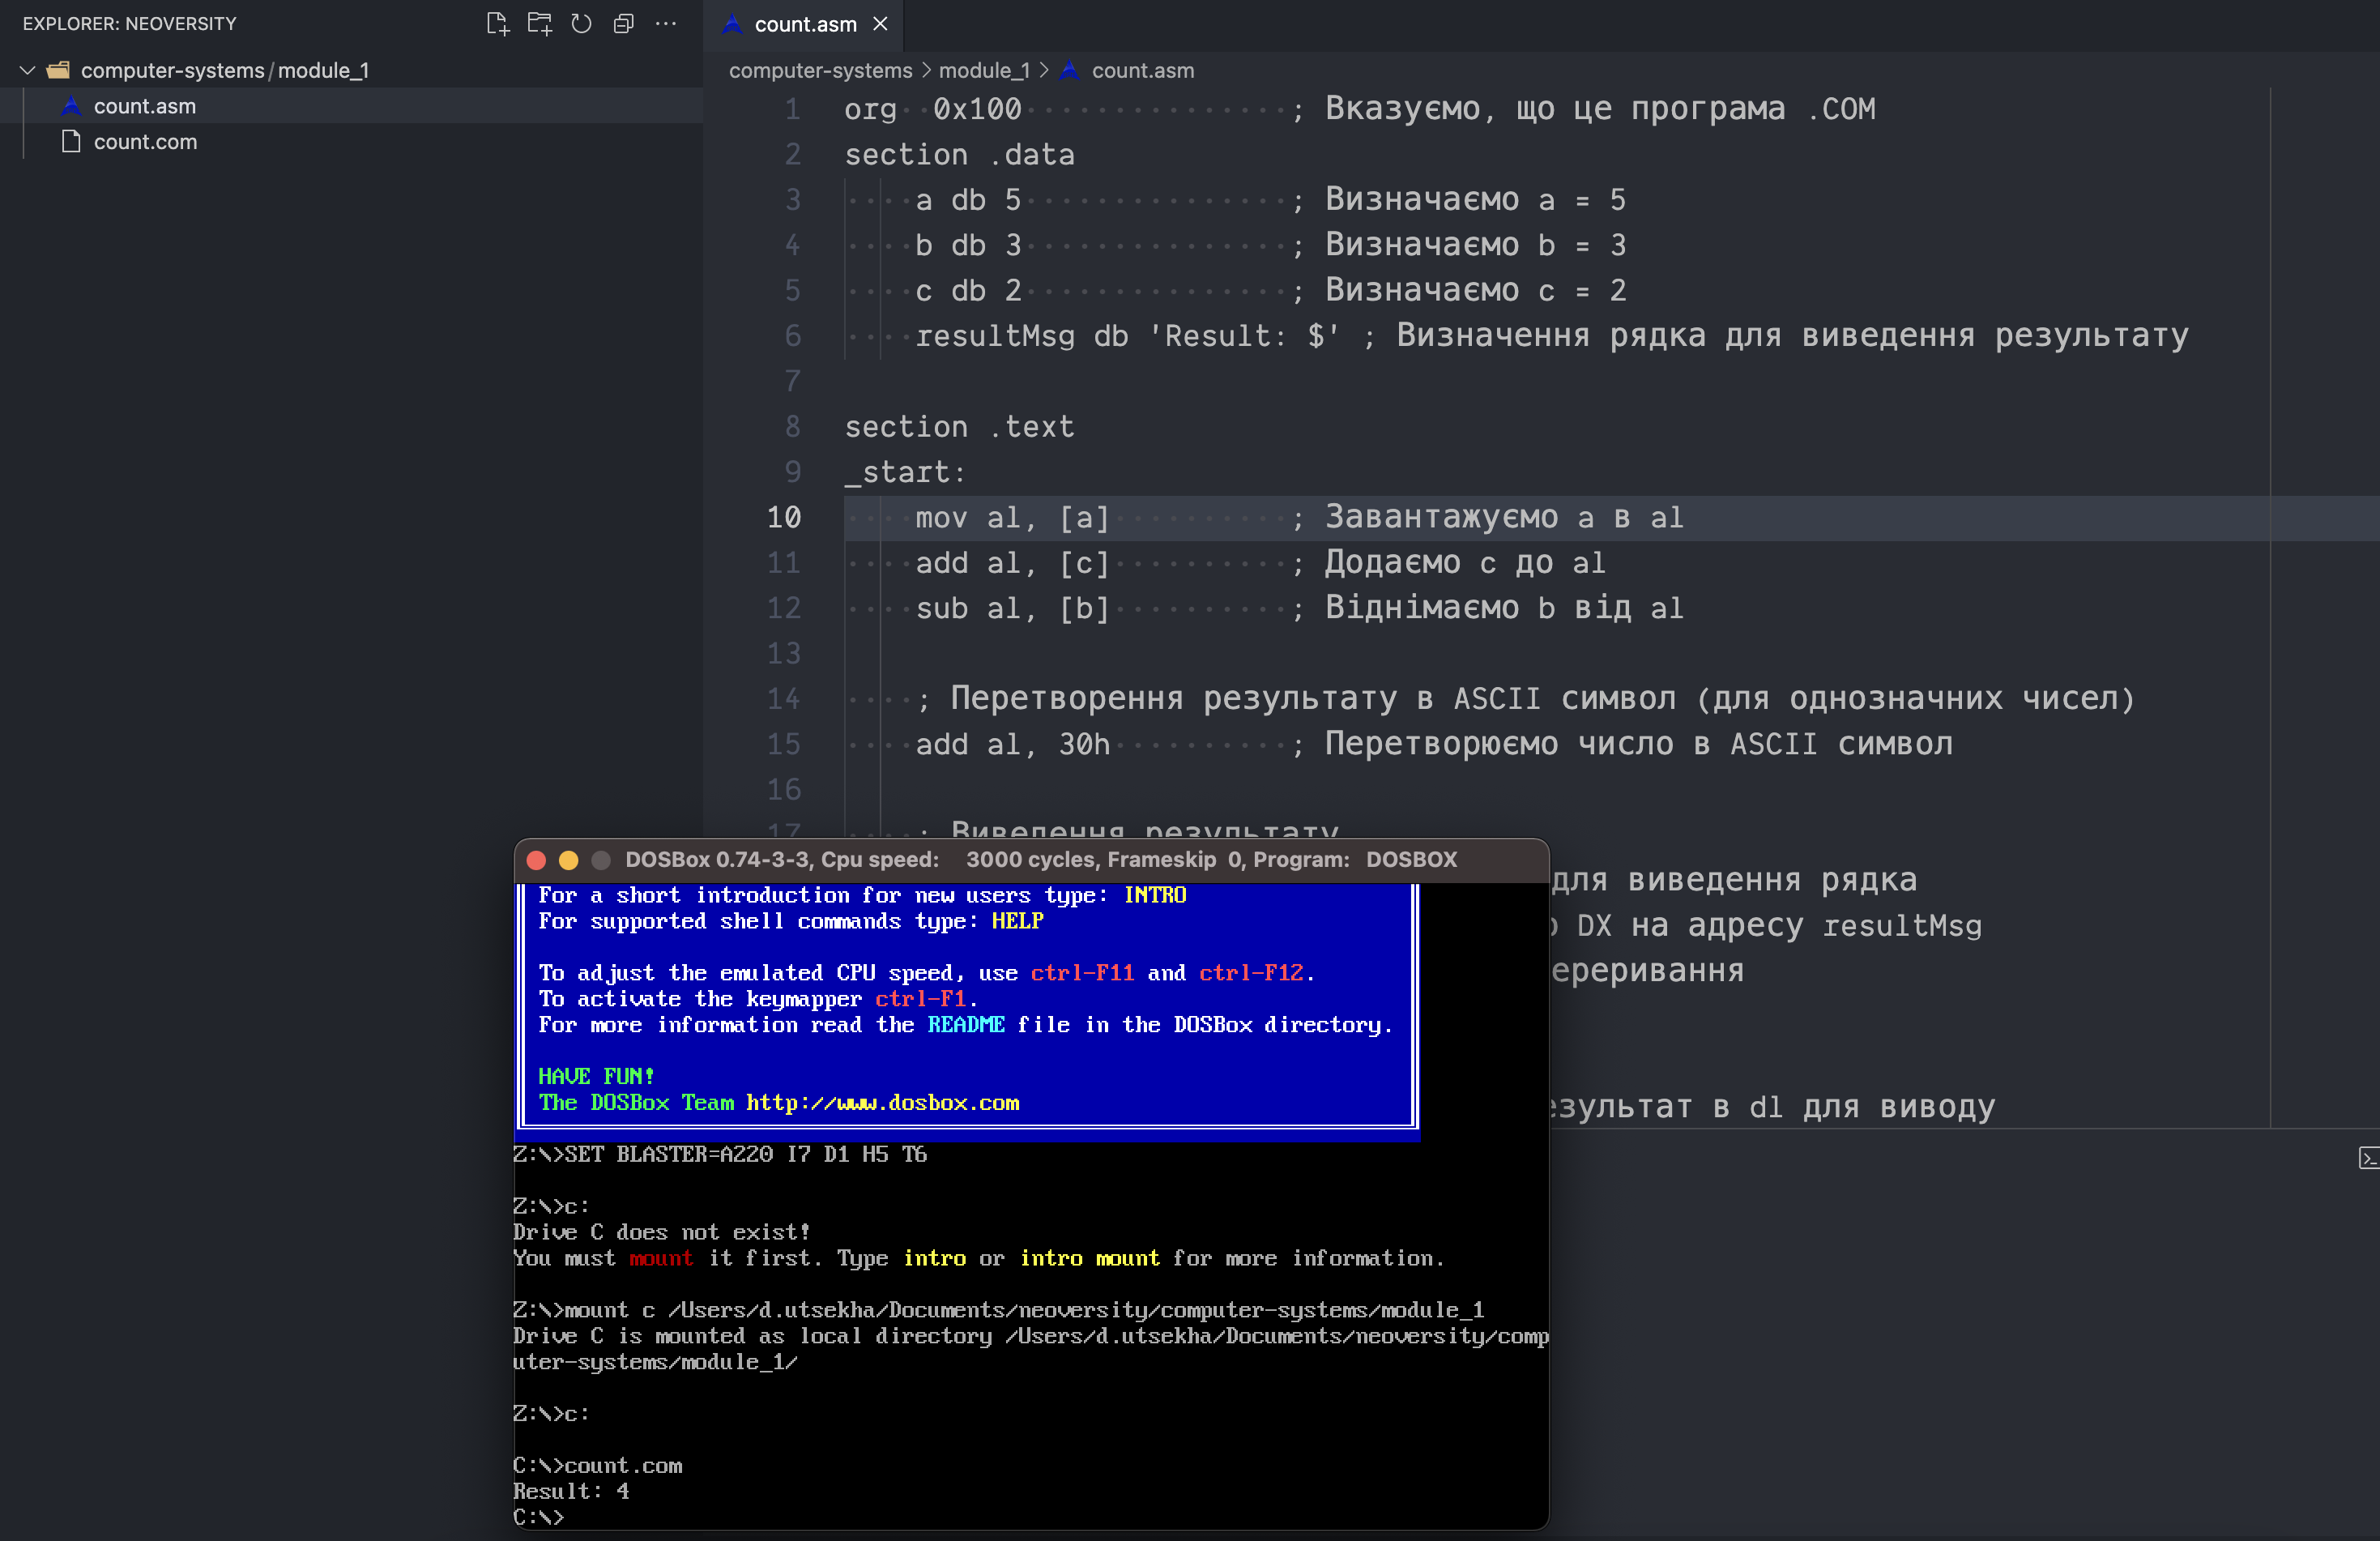 EXPLORER: NEOVERSITY
computer-systems / module_1
count.asm
count.com
count.asm
computer-systems > module_1 > count.asm
1 org 0x100 ; Вказуємо, що це програма .COM
2 section .data
3 a db 5 ; Визначаємо a = 5
4 b db 3 ; Визначаємо b = 3
5 c db 2 ; Визначаємо c = 2
6 resultMsg db 'Result: $' ; Визначення рядка для виведення результату
7
8 section .text
9 _start:
10 mov al, [a] ; Завантажуємо a в al
11 add al, [c] ; Додаємо c до al
12 sub al, [b] ; Віднімаємо b від al
13
14 ; Перетворення результату в ASCII символ (для однозначних чисел)
15 add al, 30h ; Перетворюємо число в ASCII символ
16
17 ; Виведення результату
для виведення рядка
DX на адресу resultMsg
ереривання
езультат в dl для виводу
DOSBox 0.74-3-3, Cpu speed: 3000 cycles, Frameskip 0, Program: DOSBOX
For a short introduction for new users type: INTRO
For supported shell commands type: HELP
To adjust the emulated CPU speed, use ctrl-F11 and ctrl-F12.
To activate the keymapper ctrl-F1.
For more information read the README file in the DOSBox directory.
HAVE FUN!
The DOSBox Team http://www.dosbox.com
Z:\>SET BLASTER=A220 I7 D1 H5 T6
Z:\>c:
Drive C does not exist!
You must mount it first. Type intro or intro mount for more information.
Z:\>mount c /Users/d.utsekha/Documents/neoversity/computer-systems/module_1
Drive C is mounted as local directory /Users/d.utsekha/Documents/neoversity/comp
uter-systems/module_1/
Z:\>c:
C:\>count.com
Result: 4
C:\>